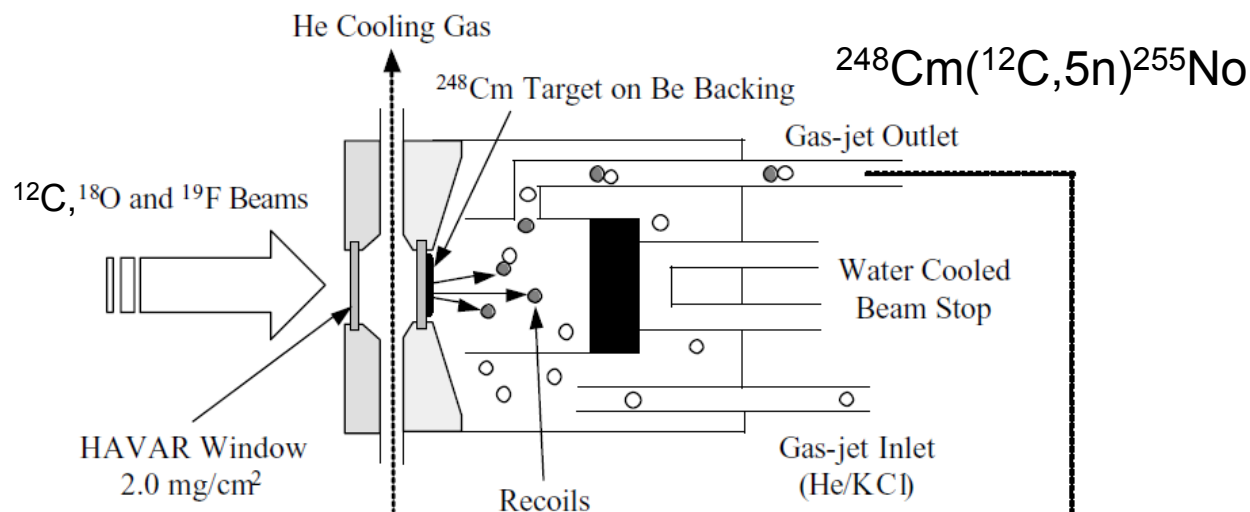 He Cooling Gas
²⁴⁸Cm(¹²C,5n)²⁵⁵No
²⁴⁸Cm Target on Be Backing
Gas-jet Outlet
¹²C,¹⁸O and ¹⁹F Beams
Water Cooled
Beam Stop
HAVAR Window
2.0 mg/cm²
Gas-jet Inlet
(He/KCl)
Recoils